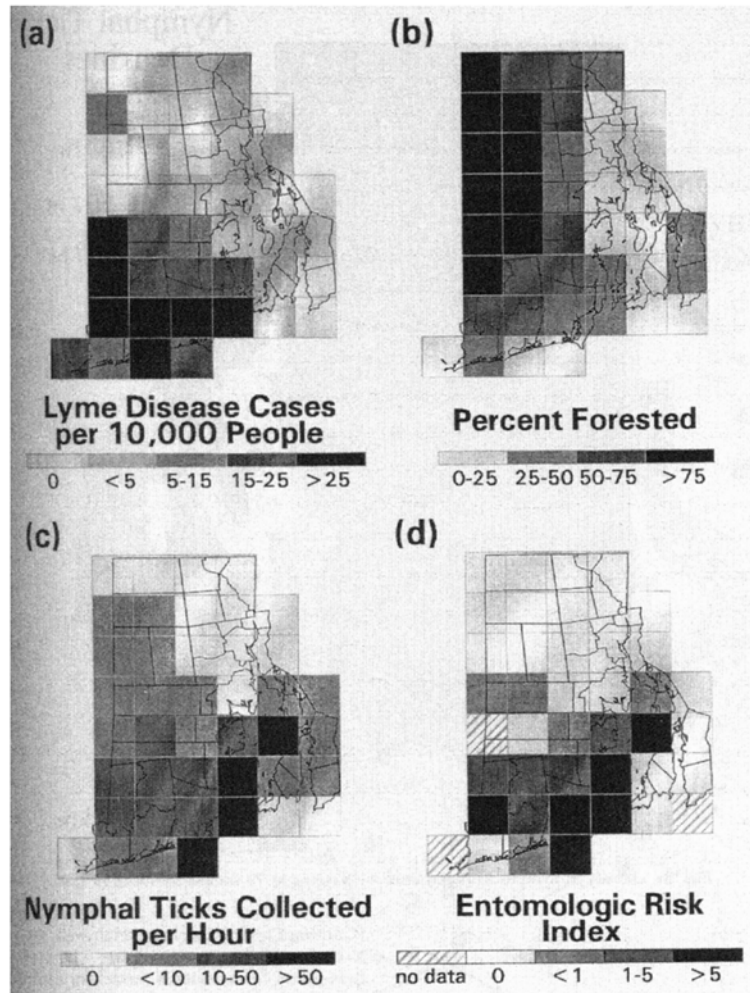 (a)
(b)
Lyme Disease Cases
per 10,000 People
0 <5 5-15 15-25 >25
Percent Forested
0-25 25-50 50-75 >75
(c)
(d)
Nymphal Ticks Collected
per Hour
0 <10 10-50 >50
Entomologic Risk
Index
no data 0 <1 1-5 >5